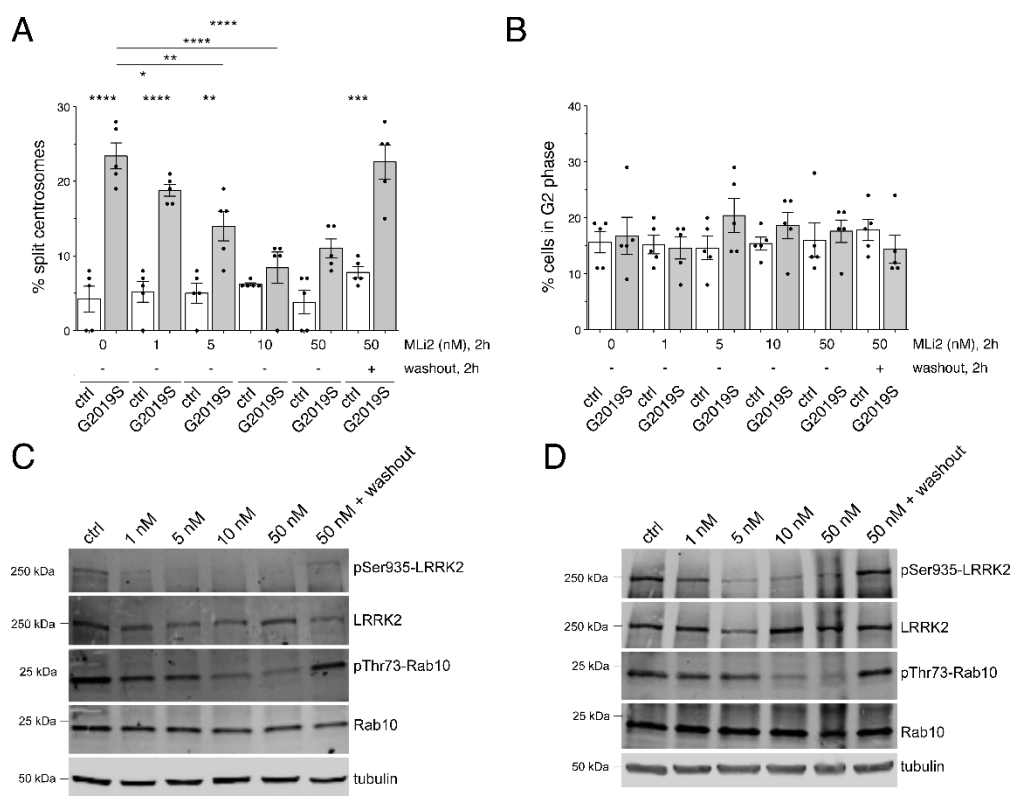 A
****
****
**
*
**** **** ** ***
30
20
10
0
% split centrosomes
0 1 5 10 50 50 MLi2 (nM), 2h
- - - - - + washout, 2h
ctrl G2019S ctrl G2019S ctrl G2019S ctrl G2019S ctrl G2019S ctrl G2019S
B
40
30
20
10
0
% cells in G2 phase
0 1 5 10 50 50 MLi2 (nM), 2h
- - - - - + washout, 2h
ctrl G2019S ctrl G2019S ctrl G2019S ctrl G2019S ctrl G2019S ctrl G2019S
C
ctrl 1 nM 5 nM 10 nM 50 nM 50 nM + washout
250 kDa pSer935-LRRK2
250 kDa LRRK2
25 kDa pThr73-Rab10
25 kDa Rab10
50 kDa tubulin
D
ctrl 1 nM 5 nM 10 nM 50 nM 50 nM + washout
250 kDa pSer935-LRRK2
250 kDa LRRK2
25 kDa pThr73-Rab10
25 kDa Rab10
50 kDa tubulin